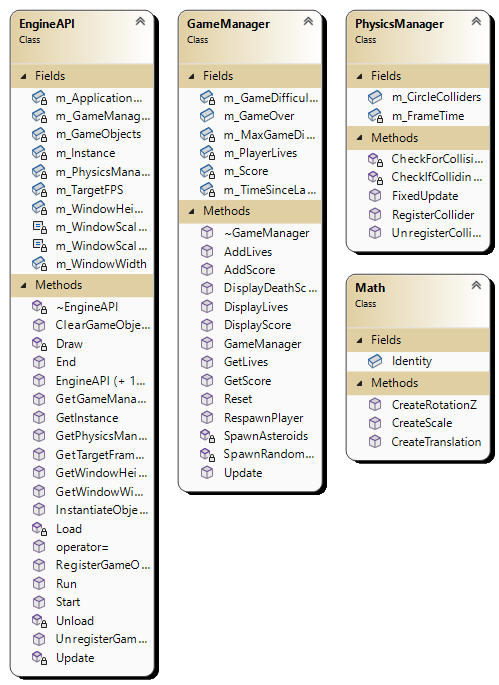 EngineAPI
Class
Fields
m_Application...
m_GameManag...
m_GameObjects
m_Instance
m_PhysicsMana...
m_TargetFPS
m_WindowHei...
m_WindowScal...
m_WindowScal...
m_WindowWidth
Methods
~EngineAPI
ClearGameObje...
Draw
End
EngineAPI (+ 1...
GetGameMana...
GetInstance
GetPhysicsMan...
GetTargetFram...
GetWindowHei...
GetWindowWi...
InstantiateObje...
Load
operator=
RegisterGameO...
Run
Start
Unload
UnregisterGam...
Update
GameManager
Class
Fields
m_GameDifficul...
m_GameOver
m_MaxGameDi...
m_PlayerLives
m_Score
m_TimeSinceLa...
Methods
~GameManager
AddLives
AddScore
DisplayDeathSc...
DisplayLives
DisplayScore
GameManager
GetLives
GetScore
Reset
RespawnPlayer
SpawnAsteroids
SpawnRandom...
Update
PhysicsManager
Class
Fields
m_CircleColliders
m_FrameTime
Methods
CheckForCollisi...
CheckIfCollidin...
FixedUpdate
RegisterCollider
UnregisterColli...
Math
Class
Fields
Identity
Methods
CreateRotationZ
CreateScale
CreateTranslation